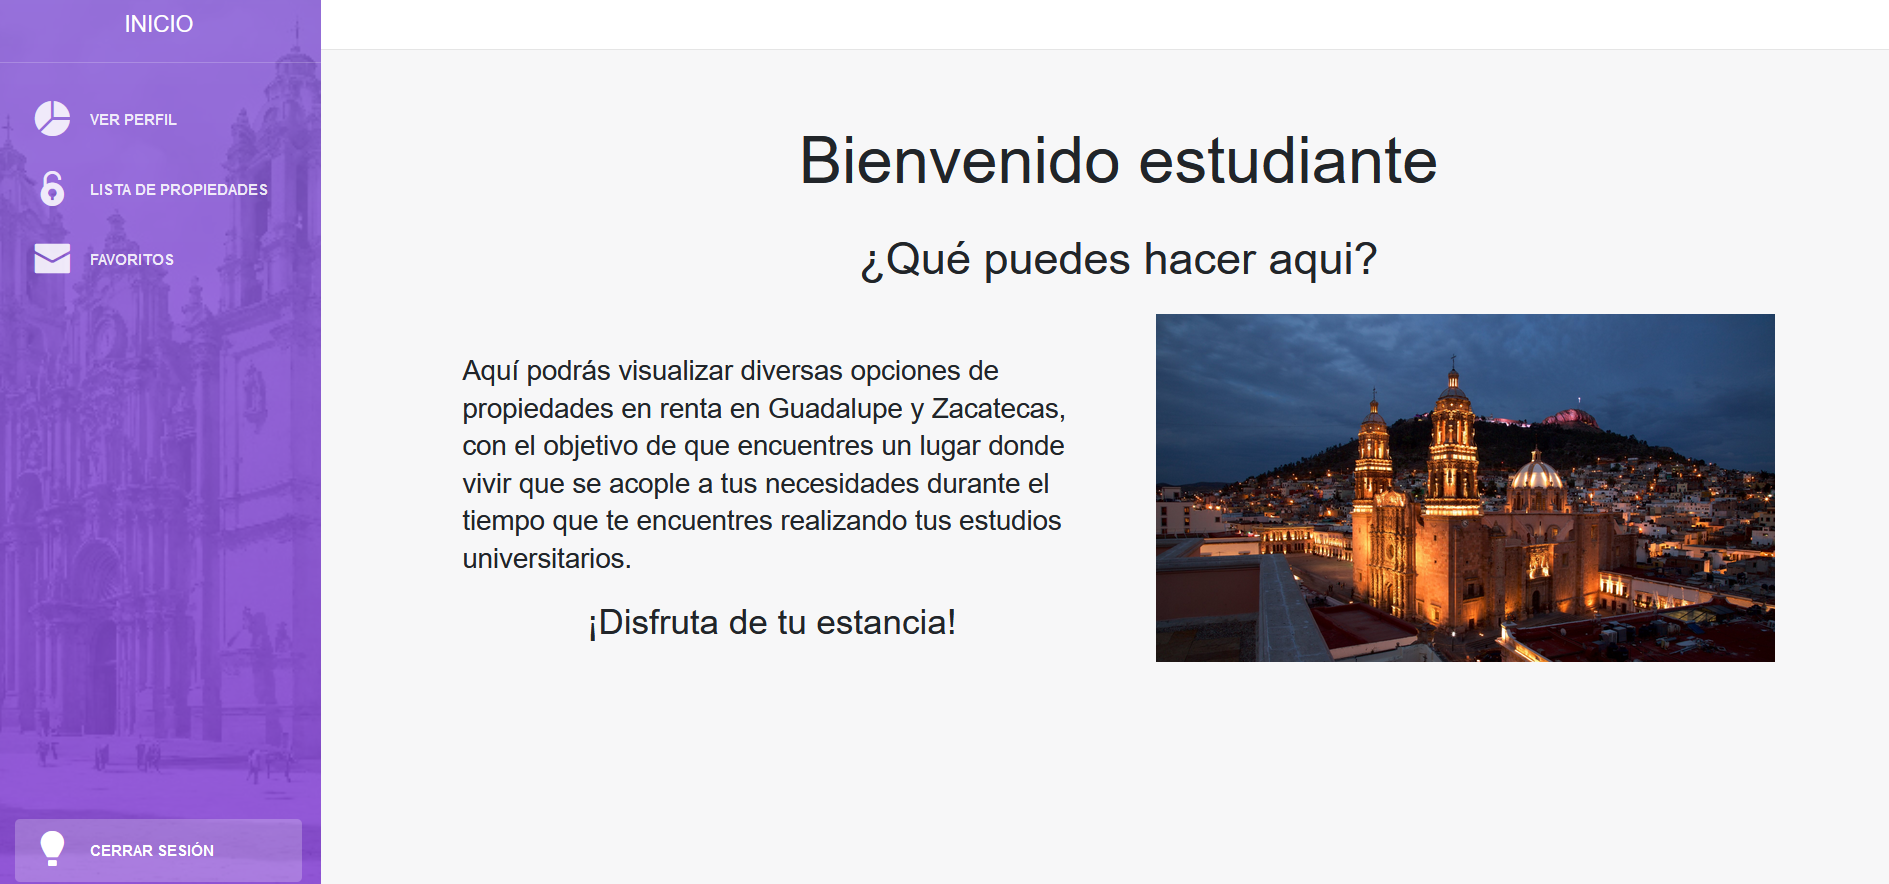 INICIO
VER PERFIL
LISTA DE PROPIEDADES
FAVORITOS
CERRAR SESIÓN
Bienvenido estudiante
¿Qué puedes hacer aqui?
Aquí podrás visualizar diversas opciones de
propiedades en renta en Guadalupe y Zacatecas,
con el objetivo de que encuentres un lugar donde
vivir que se acople a tus necesidades durante el
tiempo que te encuentres realizando tus estudios
universitarios.
¡Disfruta de tu estancia!